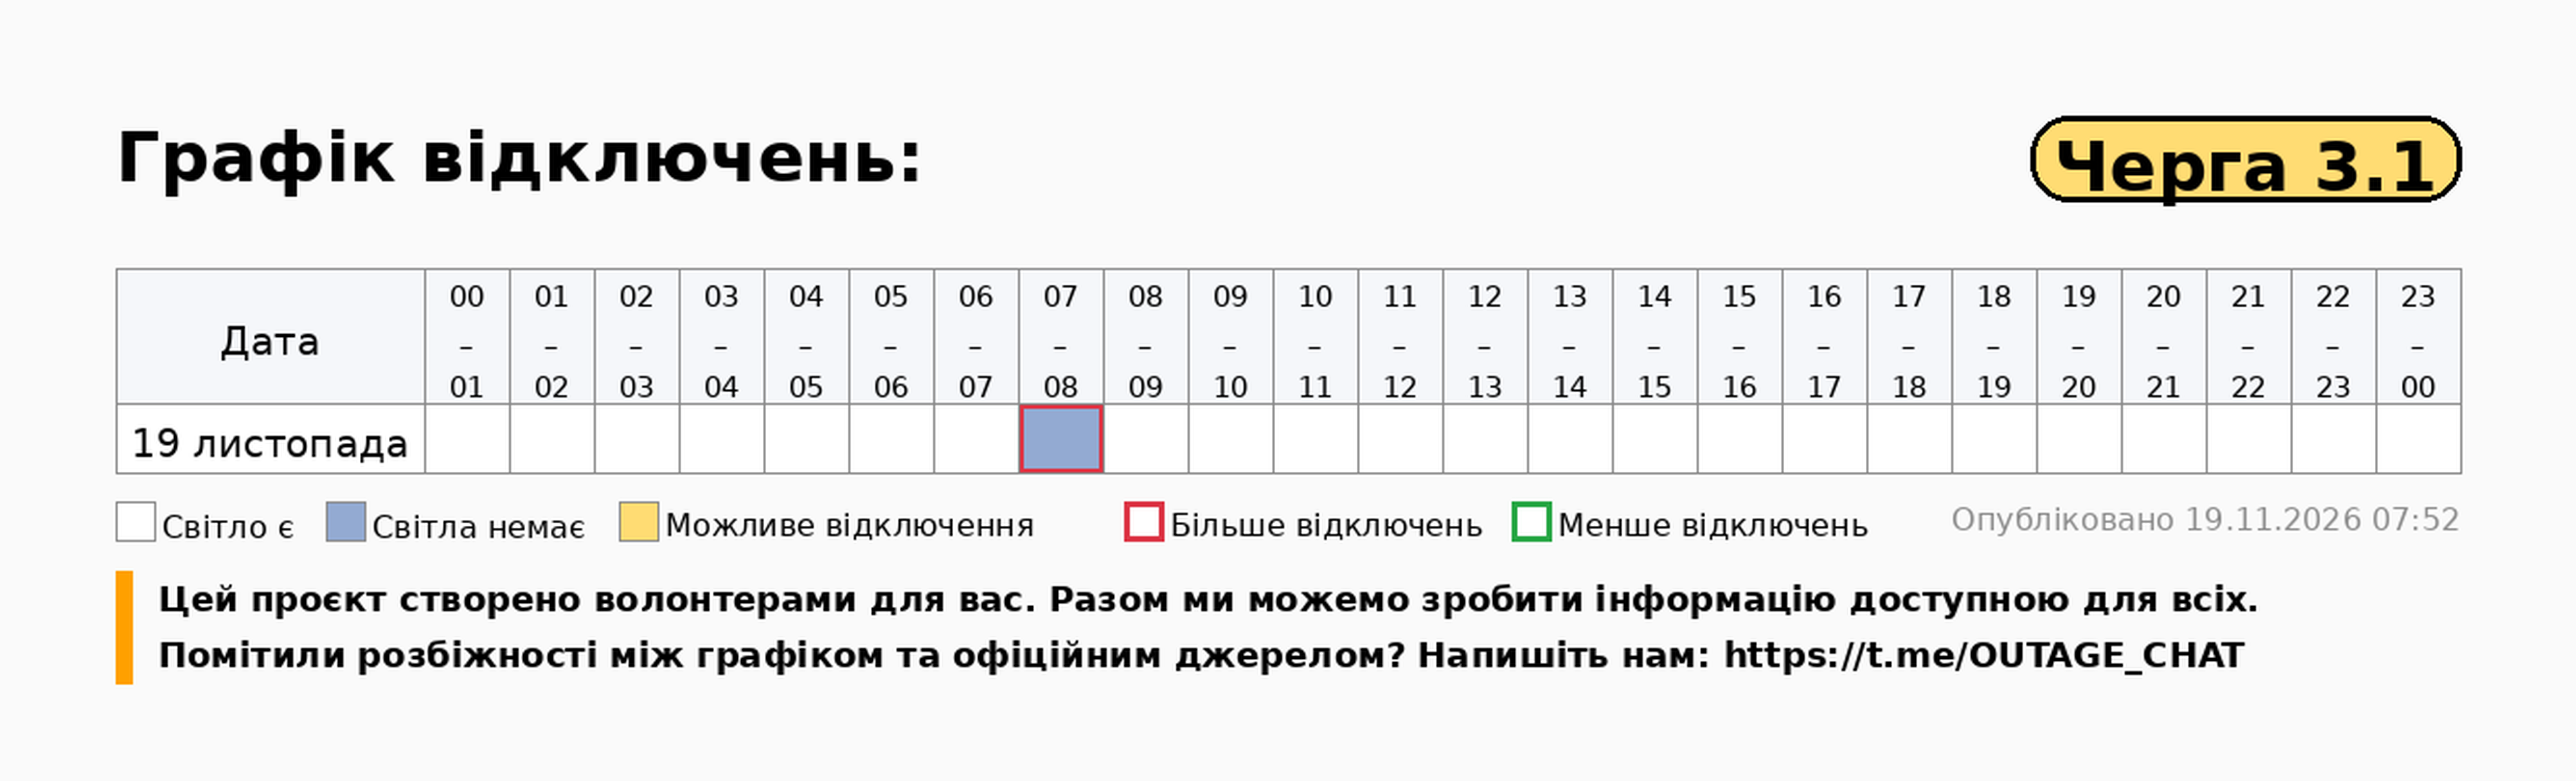 Графік відключень:
Черга 3.1
Дата 00 – 01 01 – 02 02 – 03 03 – 04 04 – 05 05 – 06 06 – 07 07 – 08 08 – 09 09 – 10 10 – 11 11 – 12 12 – 13 13 – 14 14 – 15 15 – 16 16 – 17 17 – 18 18 – 19 19 – 20 20 – 21 21 – 22 22 – 23 23 – 00
19 листопада
Світло є Світла немає Можливе відключення Більше відключень Менше відключень Опубліковано 19.11.2026 07:52
Цей проєкт створено волонтерами для вас. Разом ми можемо зробити інформацію доступною для всіх.
Помітили розбіжності між графіком та офіційним джерелом? Напишіть нам: https://t.me/OUTAGE_CHAT